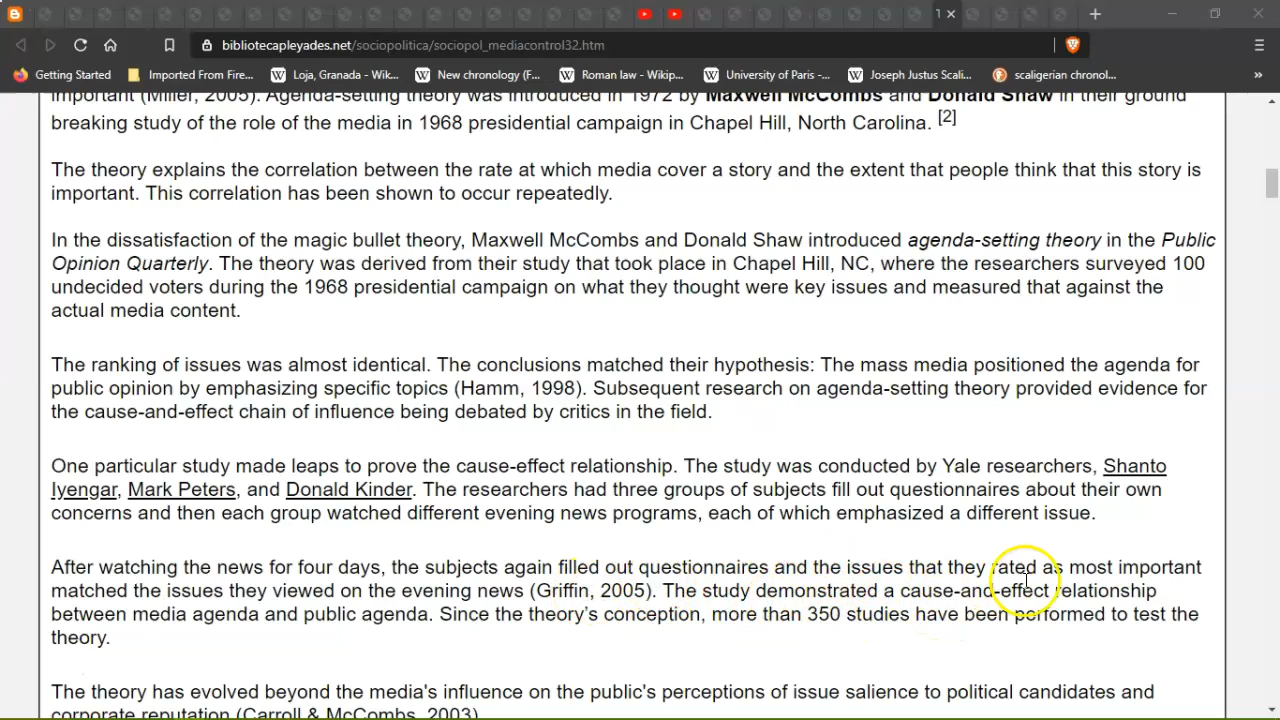 1
bibliotecapleyades.net/sociopolitica/sociopol_mediacontrol32.htm
Getting Started Imported From Fire... Loja, Granada - Wik... New chronology (F... Roman law - Wikip... University of Paris -... Joseph Justus Scali... scaligerian chronol...
important (Miller, 2005). Agenda-setting theory was introduced in 1972 by Maxwell McCombs and Donald Shaw in their ground
breaking study of the role of the media in 1968 presidential campaign in Chapel Hill, North Carolina. [2]
The theory explains the correlation between the rate at which media cover a story and the extent that people think that this story is
important. This correlation has been shown to occur repeatedly.
In the dissatisfaction of the magic bullet theory, Maxwell McCombs and Donald Shaw introduced agenda-setting theory in the Public
Opinion Quarterly. The theory was derived from their study that took place in Chapel Hill, NC, where the researchers surveyed 100
undecided voters during the 1968 presidential campaign on what they thought were key issues and measured that against the
actual media content.
The ranking of issues was almost identical. The conclusions matched their hypothesis: The mass media positioned the agenda for
public opinion by emphasizing specific topics (Hamm, 1998). Subsequent research on agenda-setting theory provided evidence for
the cause-and-effect chain of influence being debated by critics in the field.
One particular study made leaps to prove the cause-effect relationship. The study was conducted by Yale researchers, Shanto
Iyengar, Mark Peters, and Donald Kinder. The researchers had three groups of subjects fill out questionnaires about their own
concerns and then each group watched different evening news programs, each of which emphasized a different issue.
After watching the news for four days, the subjects again filled out questionnaires and the issues that they rated as most important
matched the issues they viewed on the evening news (Griffin, 2005). The study demonstrated a cause-and-effect relationship
between media agenda and public agenda. Since the theory's conception, more than 350 studies have been performed to test the
theory.
The theory has evolved beyond the media's influence on the public's perceptions of issue salience to political candidates and
corporate reputation (Carroll & McCombs, 2003).